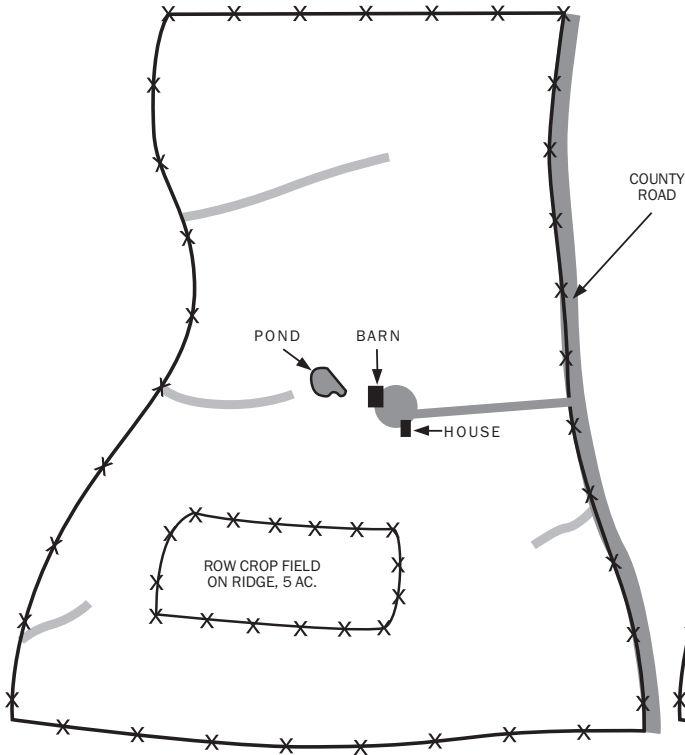 COUNTY
ROAD
POND
BARN
HOUSE
ROW CROP FIELD
ON RIDGE, 5 AC.